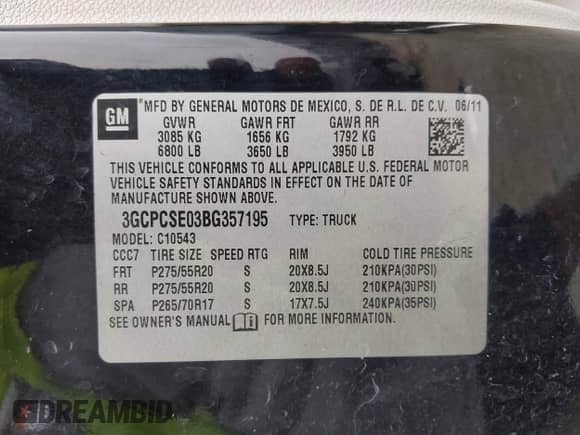 GM ®MFD BY GENERAL MOTORS DE MEXICO, S. DE R.L. DE C.V. 06/11
GVWR GAWR FRT GAWR RR
3085 KG 1656 KG 1792 KG
6800 LB 3650 LB 3950 LB
THIS VEHICLE CONFORMS TO ALL APPLICABLE U.S. FEDERAL MOTOR
VEHICLE SAFETY STANDARDS IN EFFECT ON THE DATE OF
MANUFACTURE SHOWN ABOVE.
3GCPCSE03BG357195 TYPE: TRUCK
MODEL: C10543
CCC7 TIRE SIZE SPEED RTG RIM COLD TIRE PRESSURE
FRT P275/55R20 S 20X8.5J 210KPA(30PSI)
RR P275/55R20 S 20X8.5J 210KPA(30PSI)
SPA P265/70R17 S 17X7.5J 240KPA(35PSI)
SEE OWNER'S MANUAL FOR MORE INFORMATION.
DREAMBID